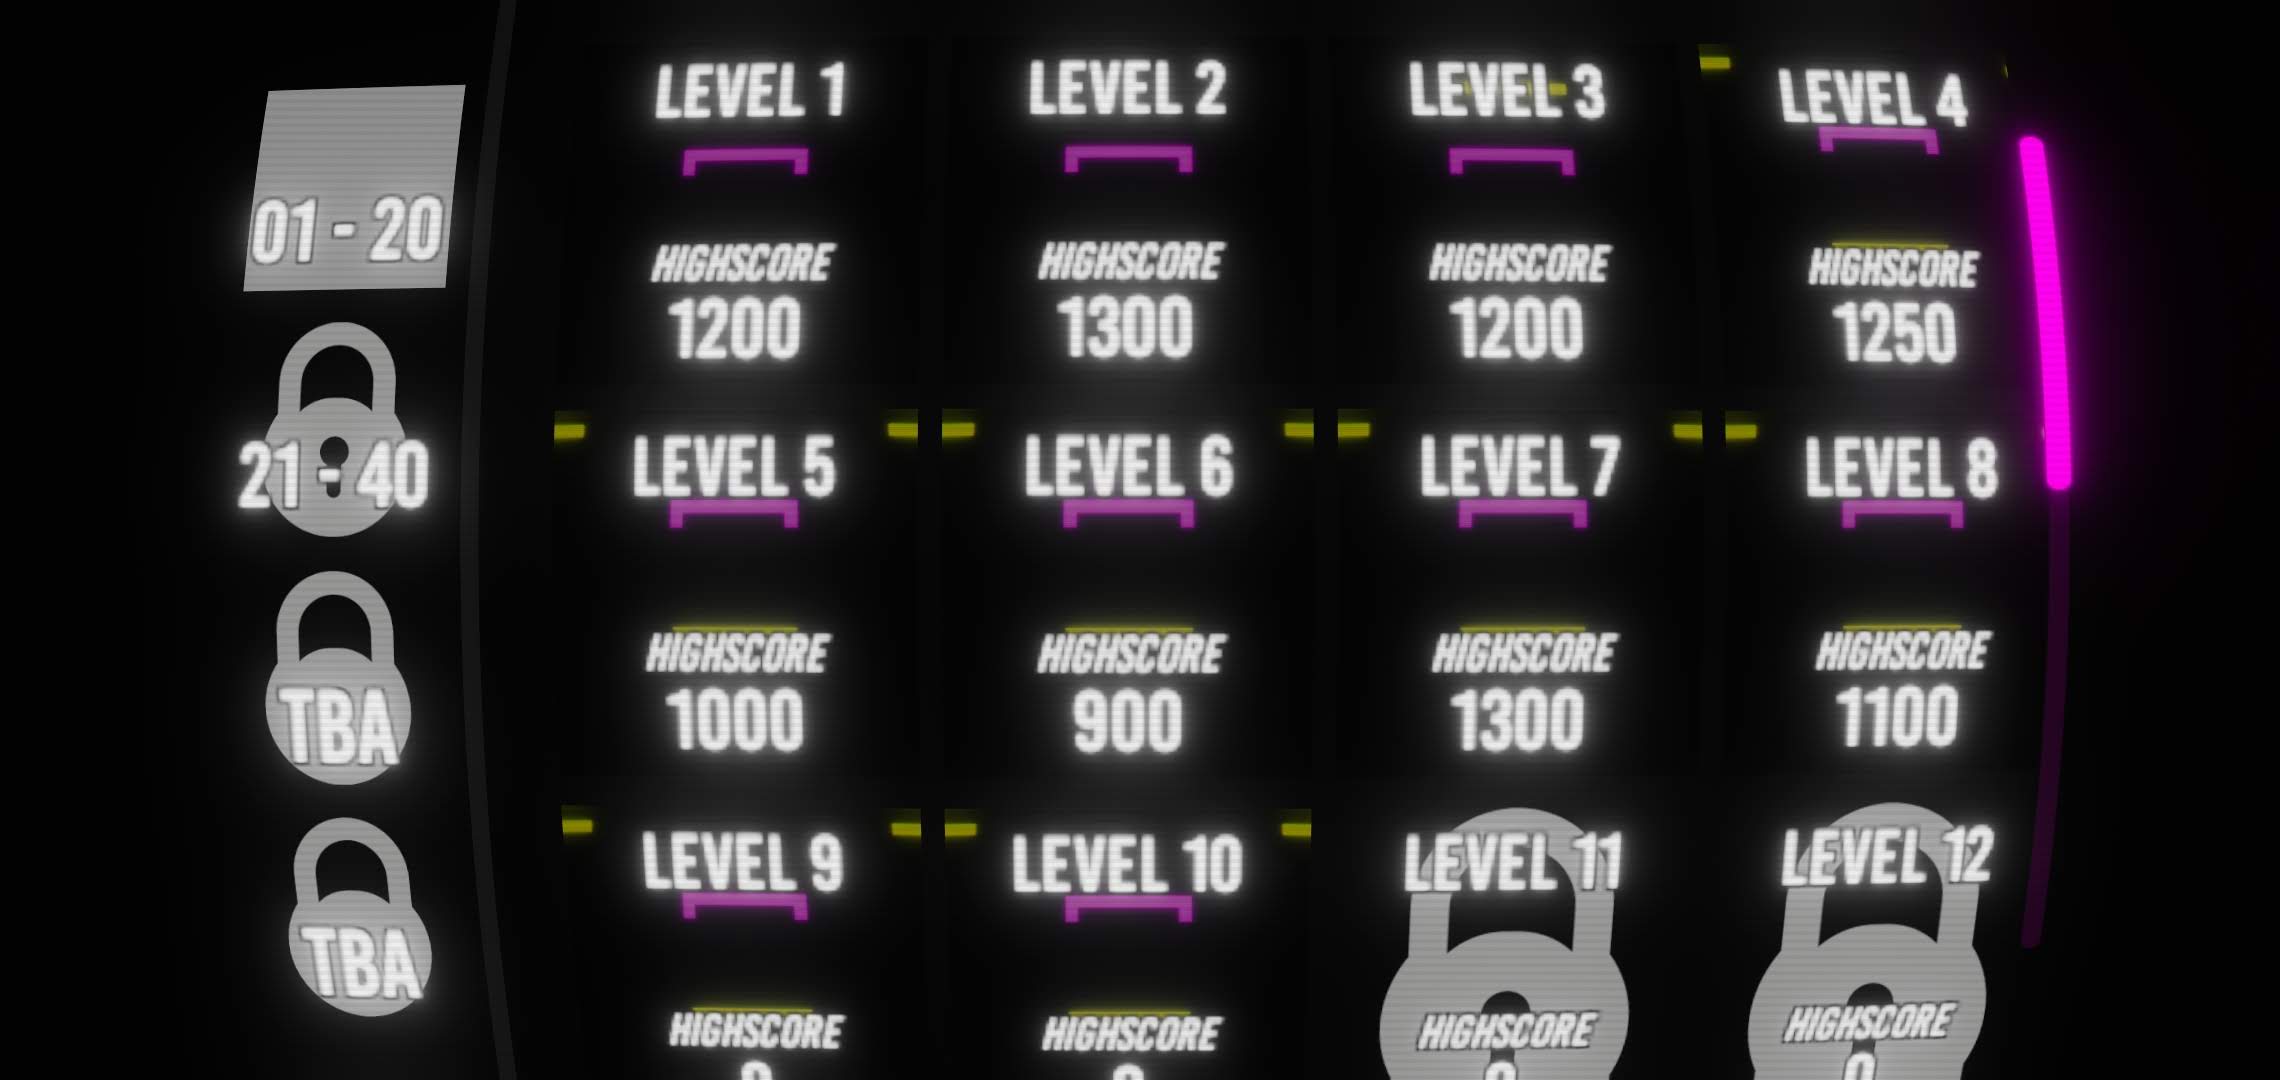 01 - 20
21 - 40
TBA
TBA
LEVEL 1
HIGHSCORE
1200
LEVEL 2
HIGHSCORE
1300
LEVEL 3
HIGHSCORE
1200
LEVEL 4
HIGHSCORE
1250
LEVEL 5
HIGHSCORE
1000
LEVEL 6
HIGHSCORE
900
LEVEL 7
HIGHSCORE
1300
LEVEL 8
HIGHSCORE
1100
LEVEL 9
HIGHSCORE
LEVEL 10
HIGHSCORE
LEVEL 11
HIGHSCORE
LEVEL 12
HIGHSCORE